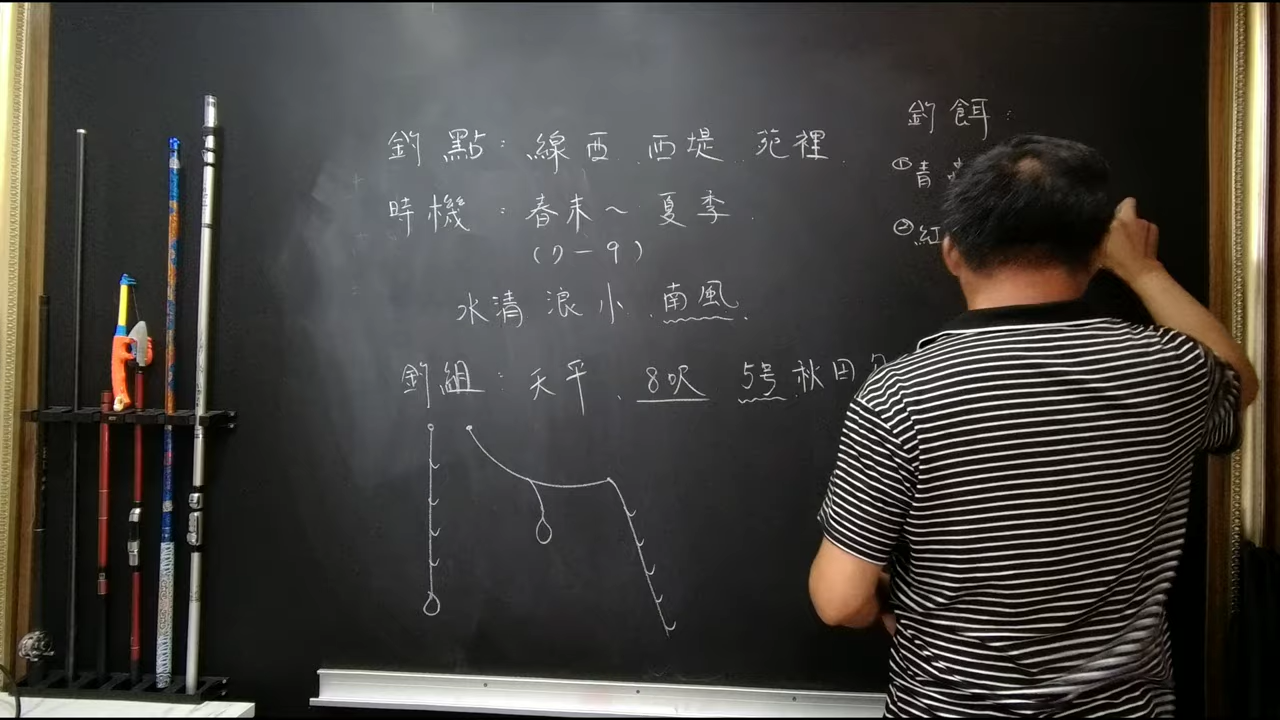 釣點：線西．西堤．苑裡．
時機：春末～夏季．
(7－9)
水清浪小．南風．
釣組：天平、8呎 5号 秋田
釣餌：
①青
②紅